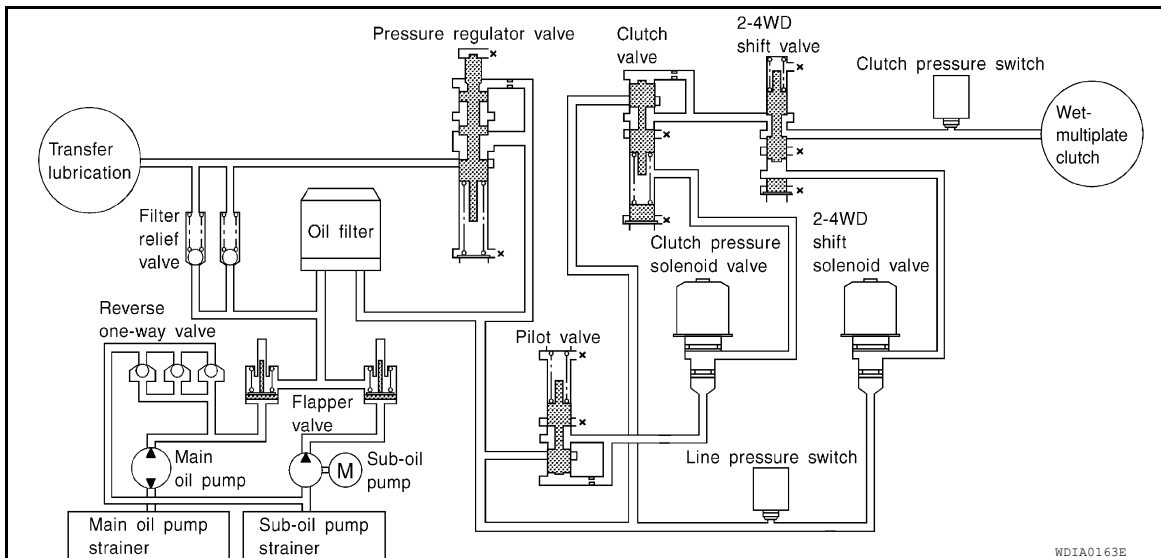 Pressure regulator valve
Clutch
valve
2-4WD
shift valve
Clutch pressure switch
Wet-
multiplate
clutch
Transfer
lubrication
Filter
relief
valve
Oil filter
Clutch pressure
solenoid valve
2-4WD
shift
solenoid valve
Reverse
one-way valve
Pilot valve
Flapper
valve
Main
oil pump
M
Sub-oil
pump
Line pressure switch
Main oil pump
strainer
Sub-oil pump
strainer
WDIA0163E